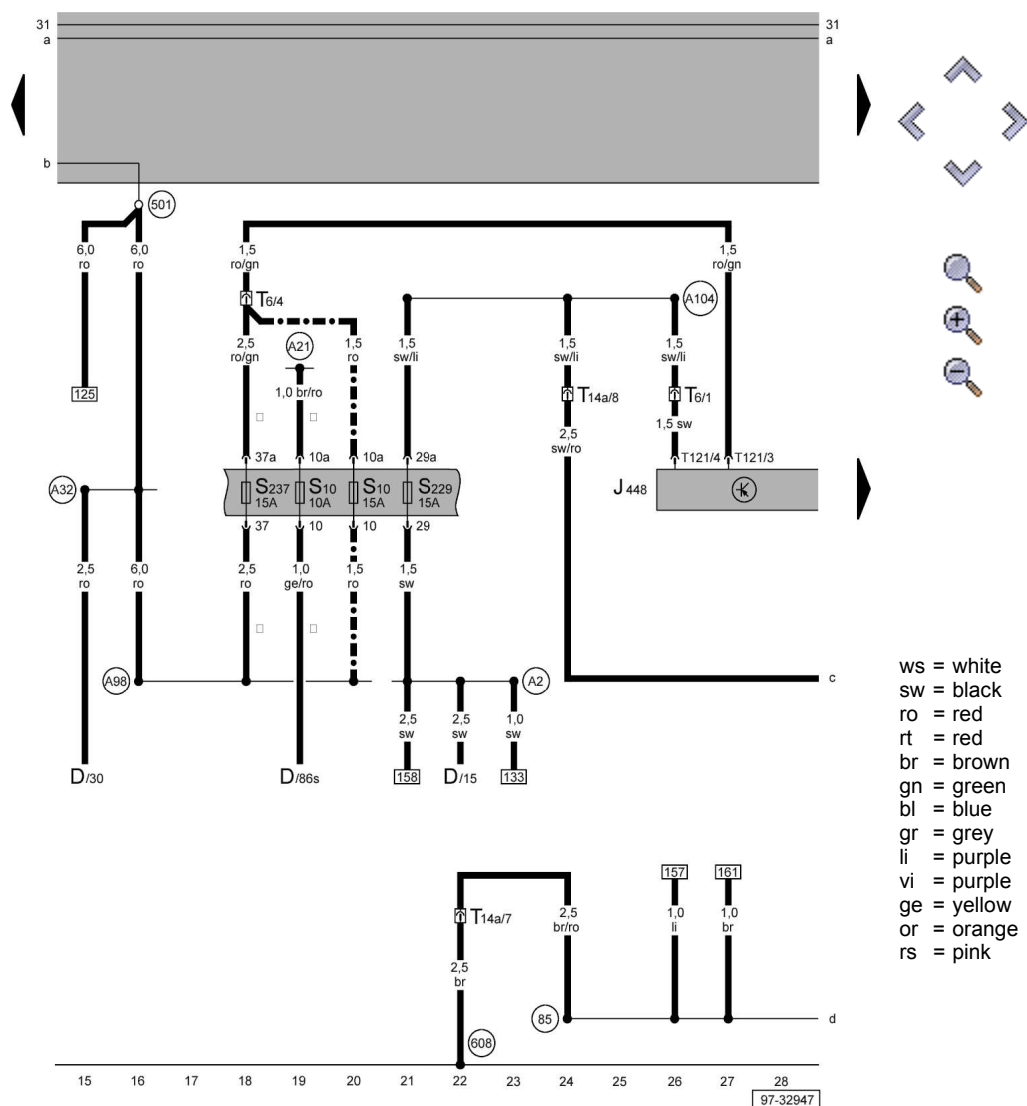 31 31
a a
b
501
6,0 6,0 1,5 1,5
ro ro ro/gn ro/gn
T6/4 A104
2,5 A21 1,5 1,5 1,5 1,5
ro/gn ro sw/li sw/li sw/li
125 1,0 br/ro T14a/8 T6/1
2,5 1,5 sw
sw/ro
37a 10a 10a 29a T121/4 T121/3
A32 S237 S10 S10 S229 J448
15A 10A 15A 15A
37 10 10 29
2,5 6,0 2,5 1,0 1,5 1,5
ro ro ro ge/ro ro sw
A98 A2 c
2,5 2,5 1,0
sw sw sw
D/30 D/86s 158 D/15 133
ws = white
sw = black
ro = red
rt = red
br = brown
gn = green
bl = blue
gr = grey
li = purple
vi = purple
ge = yellow
or = orange
rs = pink
157 161
T14a/7 2,5 1,0 1,0
br/ro li br
2,5
br
85 d
608
15 16 17 18 19 20 21 22 23 24 25 26 27 28
97-32947